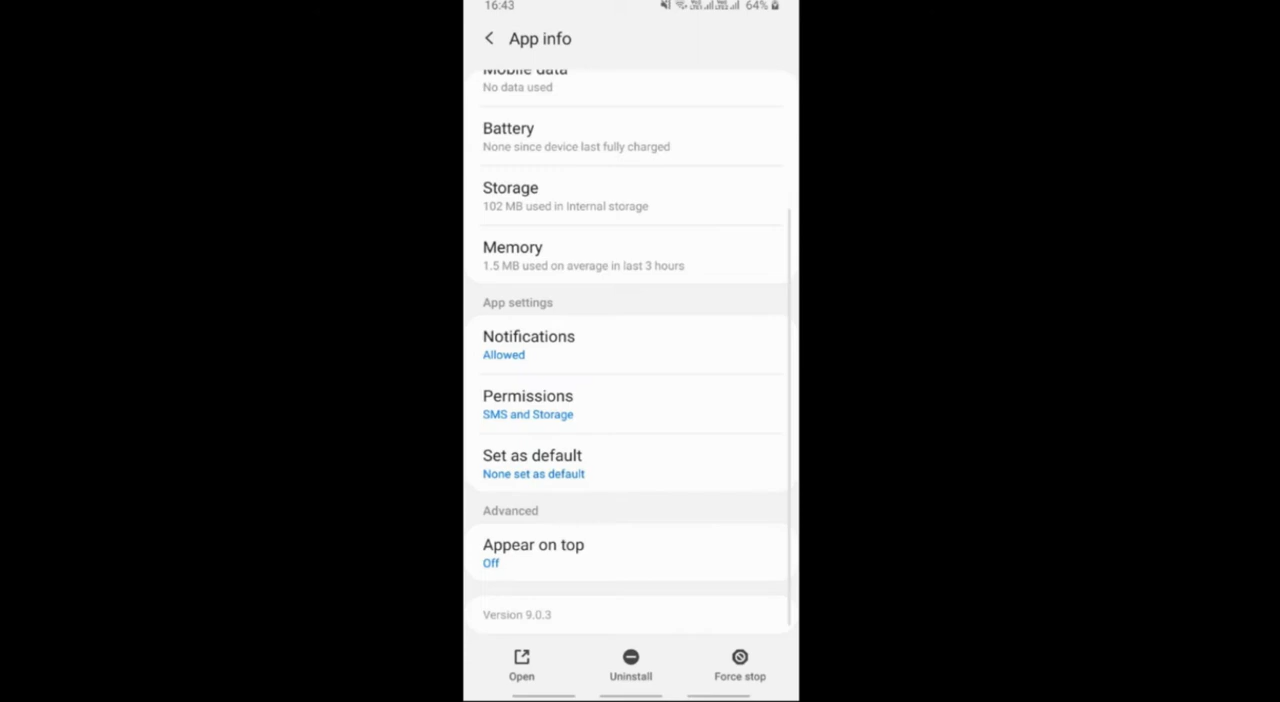 16:43
64%
App info
Mobile data
No data used
Battery
None since device last fully charged
Storage
102 MB used in Internal storage
Memory
1.5 MB used on average in last 3 hours
App settings
Notifications
Allowed
Permissions
SMS and Storage
Set as default
None set as default
Advanced
Appear on top
Off
Version 9.0.3
Open
Uninstall
Force stop